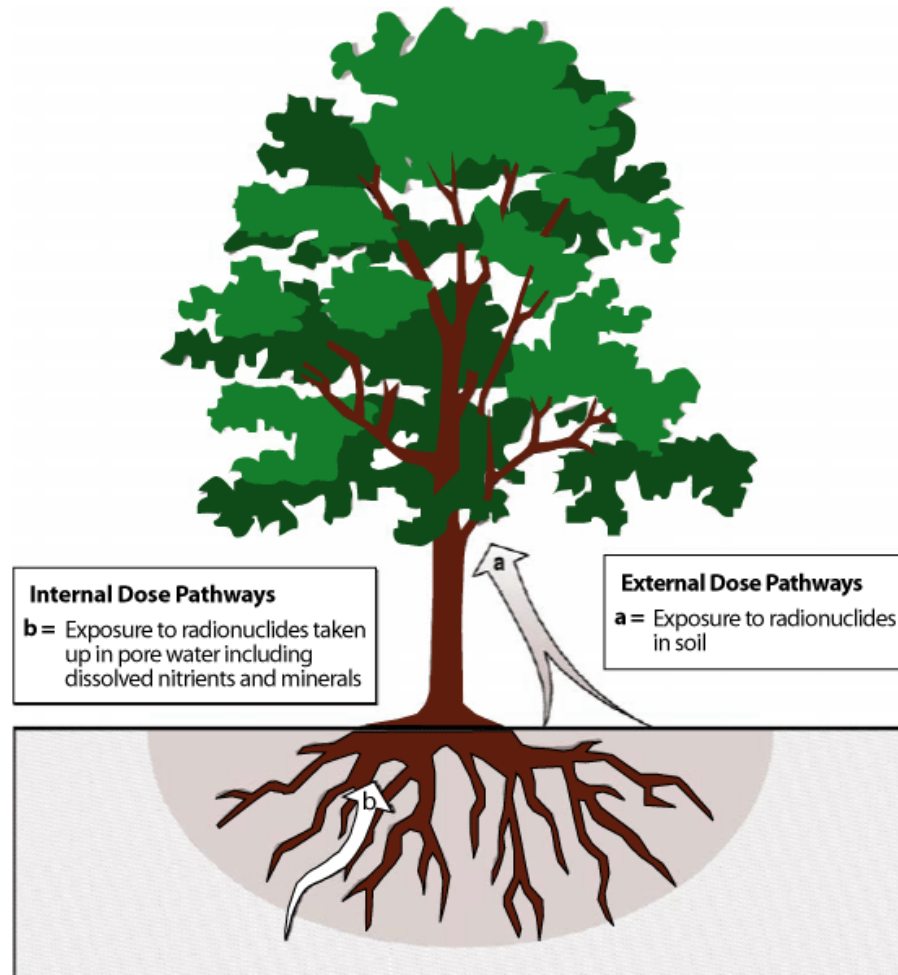 Internal Dose Pathways
b = Exposure to radionuclides taken
up in pore water including
dissolved nitrients and minerals
External Dose Pathways
a = Exposure to radionuclides
in soil
a
b